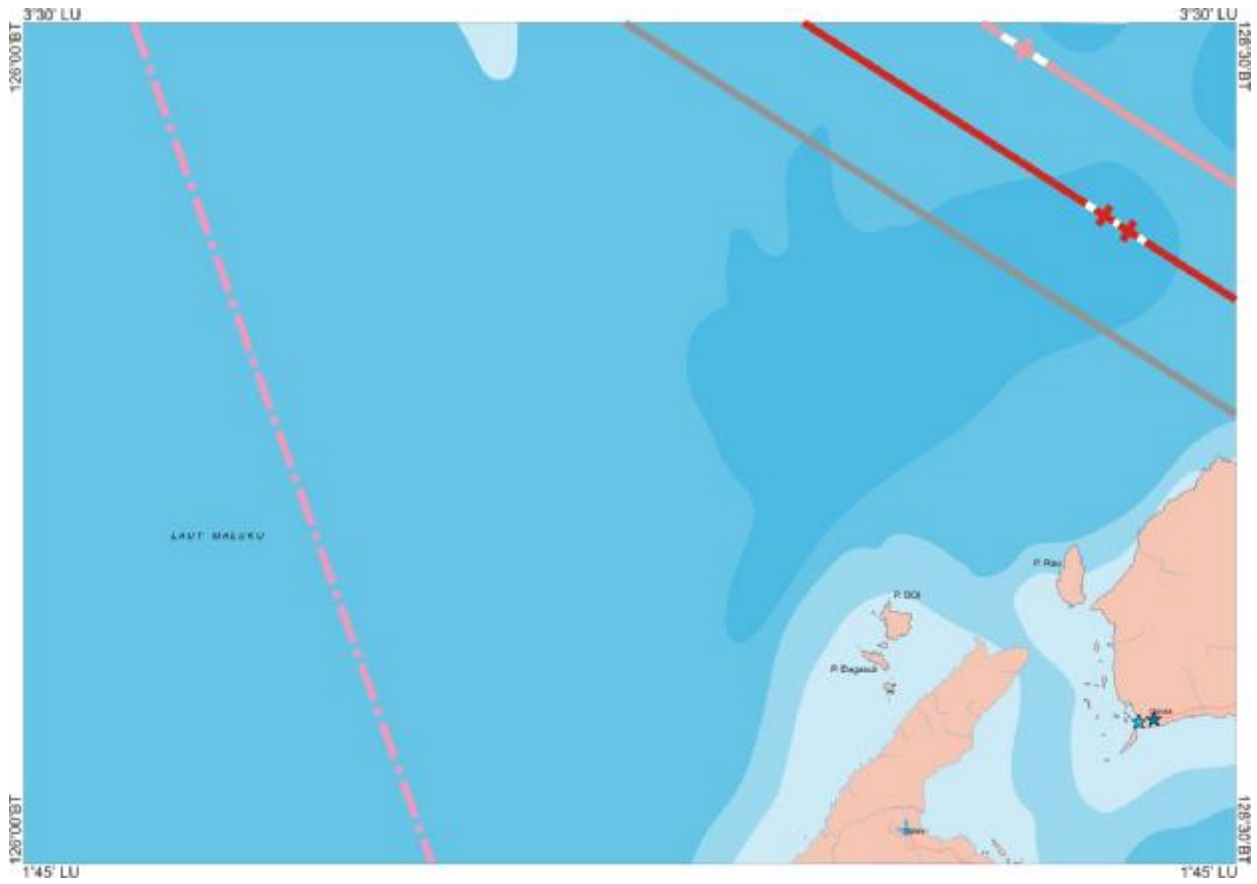 3°30' LU
3°30' LU
126°00'BT
128°30'BT
LAUT MALUKU
P. Rau
P. DOI
P. Dagasuli
126°00'BT
128°30'BT
1°45' LU
1°45' LU